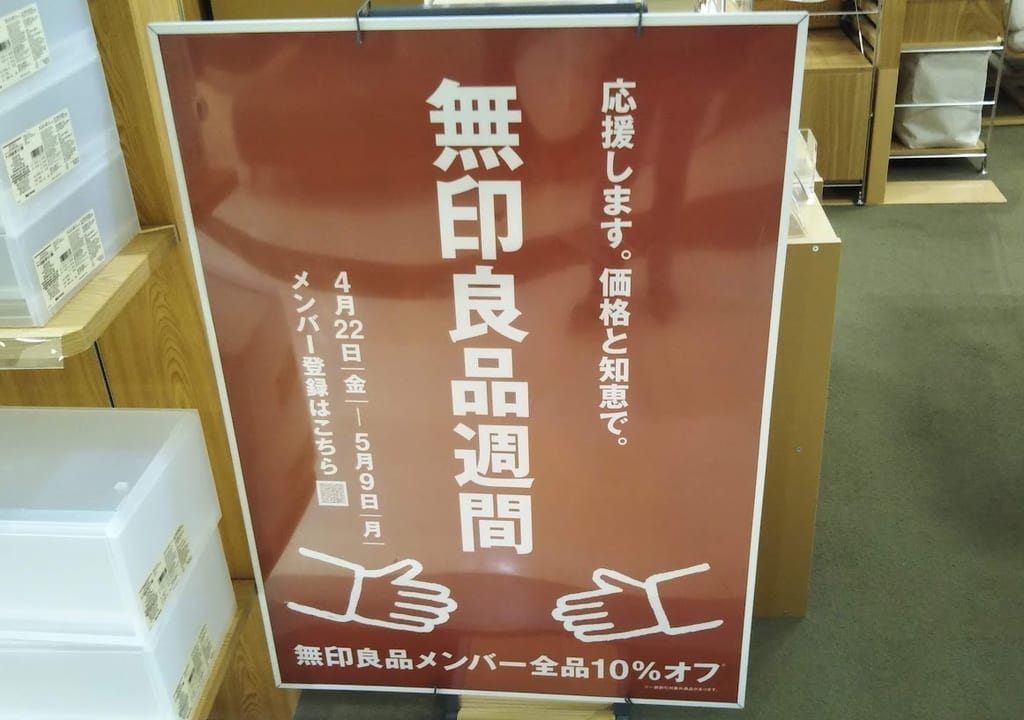 応援します。価格と知恵で。
無印良品週間
4月22日|金|—5月9日|月|
メンバー登録はこちら
無印良品メンバー全品10%オフ